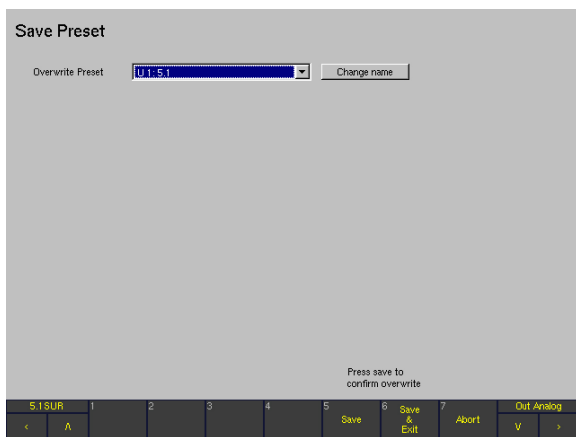 Save Preset
Overwrite Preset
U 1: 5.1
Change name
Press save to
confirm overwrite
5.1SUR
1
2
3
4
5
Save
6
Save
&
Exit
7
Abort
Out Analog
<
Λ
V
>